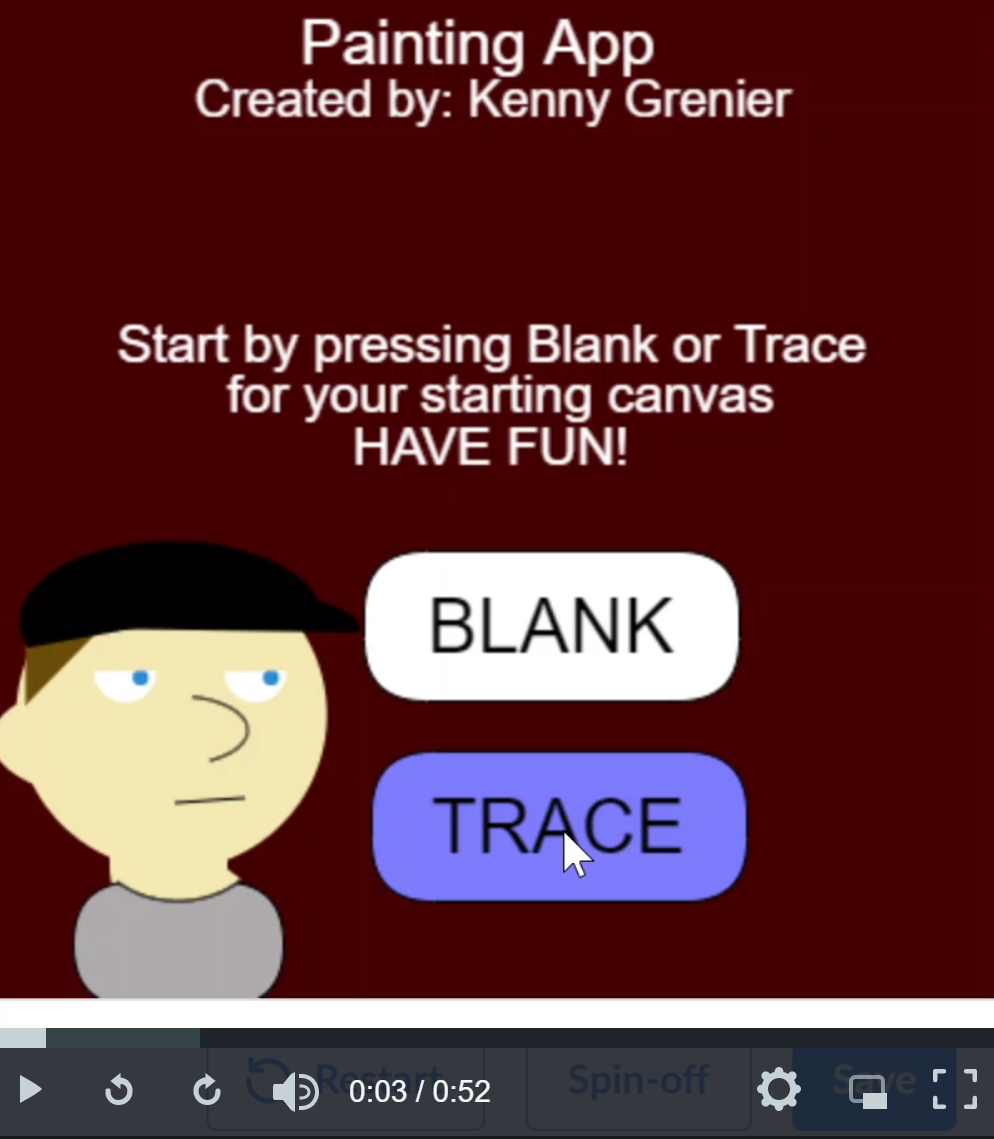 Painting App
Created by: Kenny Grenier
Start by pressing Blank or Trace
for your starting canvas
HAVE FUN!
BLANK
TRACE
0:03 / 0:52
Restart
Spin-off
Save